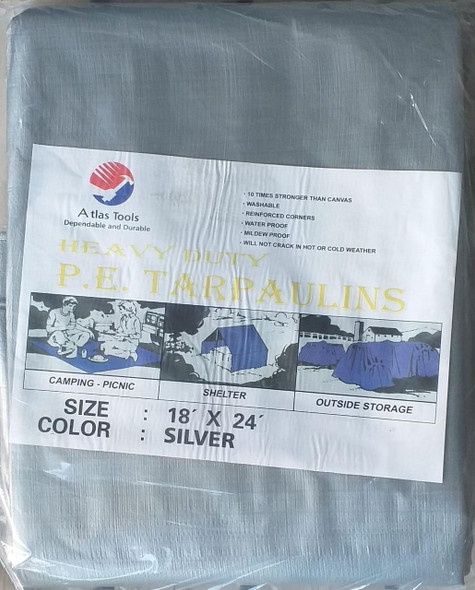 Atlas Tools
Dependable and Durable
· 10 TIMES STRONGER THAN CANVAS
· WASHABLE
· REINFORCED CORNERS
· WATER PROOF
· MILDEW PROOF
· WILL NOT CRACK IN HOT OR COLD WEATHER
HEAVY DUTY
P.E. TARPAULINS
CAMPING - PICNIC
SHELTER
OUTSIDE STORAGE
SIZE : 18´ X 24´
COLOR : SILVER